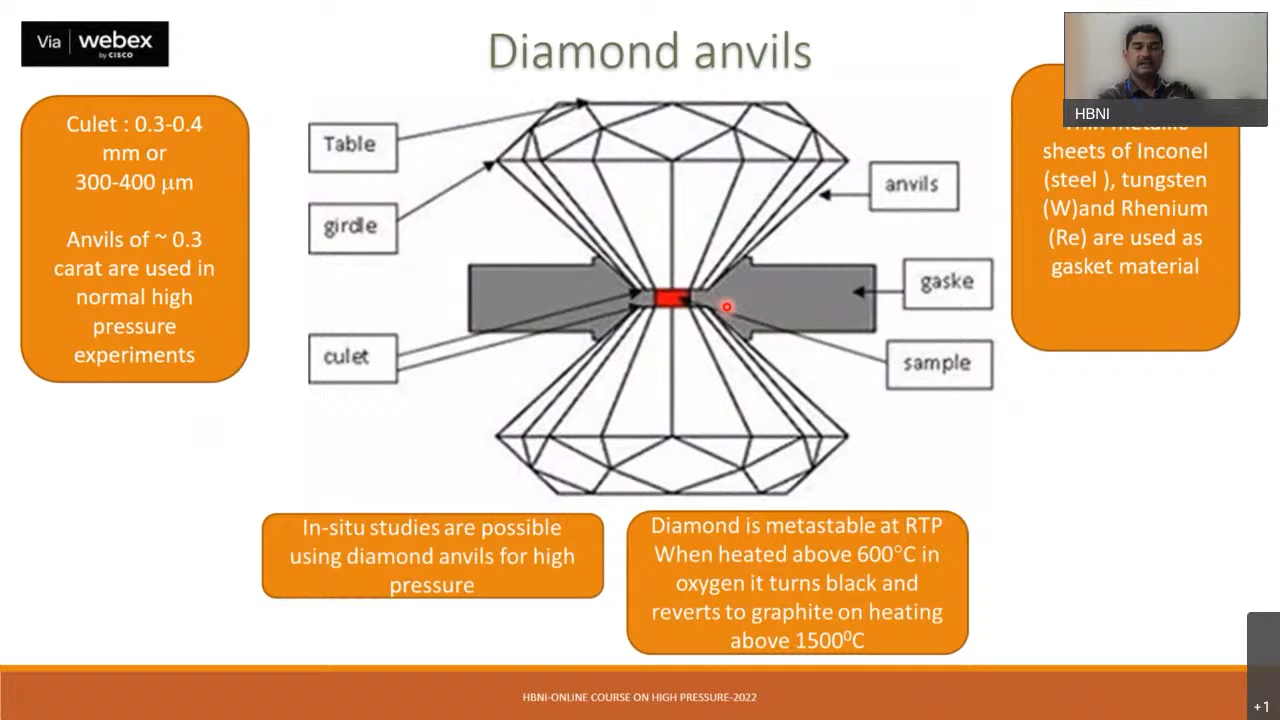 Via webex
by CISCO
Diamond anvils
HBNI
Culet : 0.3-0.4
mm or
300-400 μm
Anvils of ~ 0.3
carat are used in
normal high
pressure
experiments
Table
girdle
culet
anvils
gaske
sample
sheets of Inconel
(steel ), tungsten
(W)and Rhenium
(Re) are used as
gasket material
In-situ studies are possible
using diamond anvils for high
pressure
Diamond is metastable at RTP
When heated above 600°C in
oxygen it turns black and
reverts to graphite on heating
above 1500⁰C
HBNI-ONLINE COURSE ON HIGH PRESSURE-2022
+1